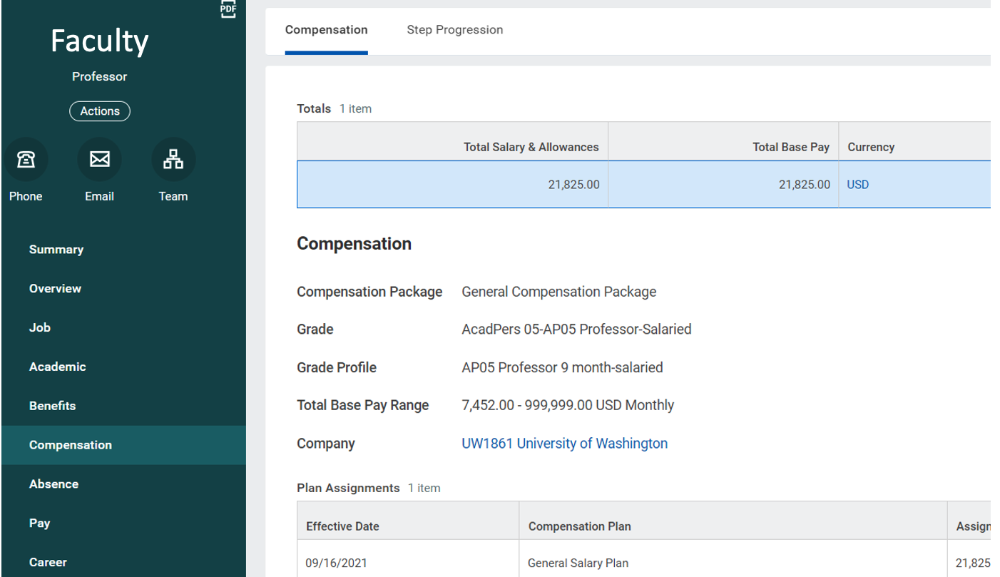 PDF
Faculty
Professor
Actions
Phone Email Team
Summary
Overview
Job
Academic
Benefits
Compensation
Absence
Pay
Career
Compensation Step Progression
Totals 1 item
Total Salary & Allowances Total Base Pay Currency
21,825.00 21,825.00 USD
Compensation
Compensation Package General Compensation Package
Grade AcadPers 05-AP05 Professor-Salaried
Grade Profile AP05 Professor 9 month-salaried
Total Base Pay Range 7,452.00 - 999,999.00 USD Monthly
Company UW1861 University of Washington
Plan Assignments 1 item
Effective Date Compensation Plan Assign
09/16/2021 General Salary Plan 21,825